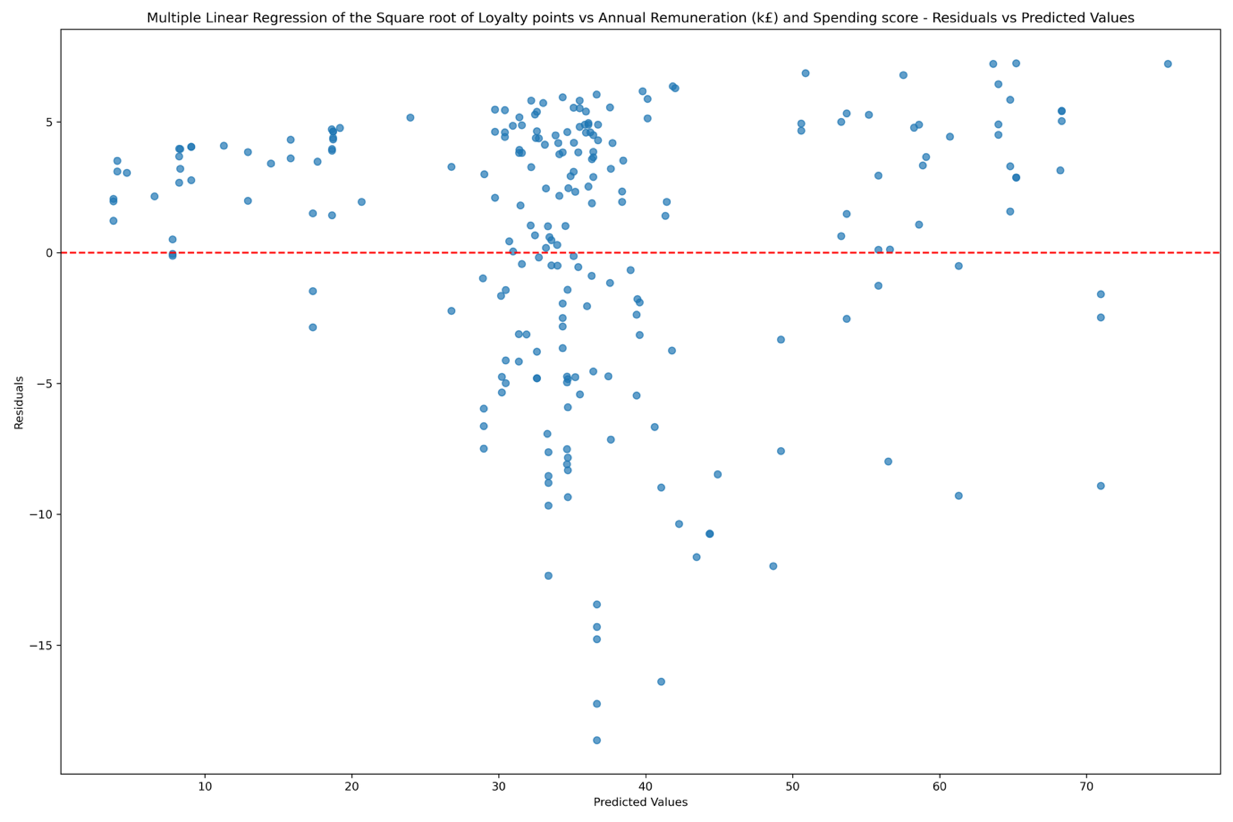 Multiple Linear Regression of the Square root of Loyalty points vs Annual Remuneration (k£) and Spending score - Residuals vs Predicted Values
5
0
−5
−10
−15
Residuals
10 20 30 40 50 60 70
Predicted Values